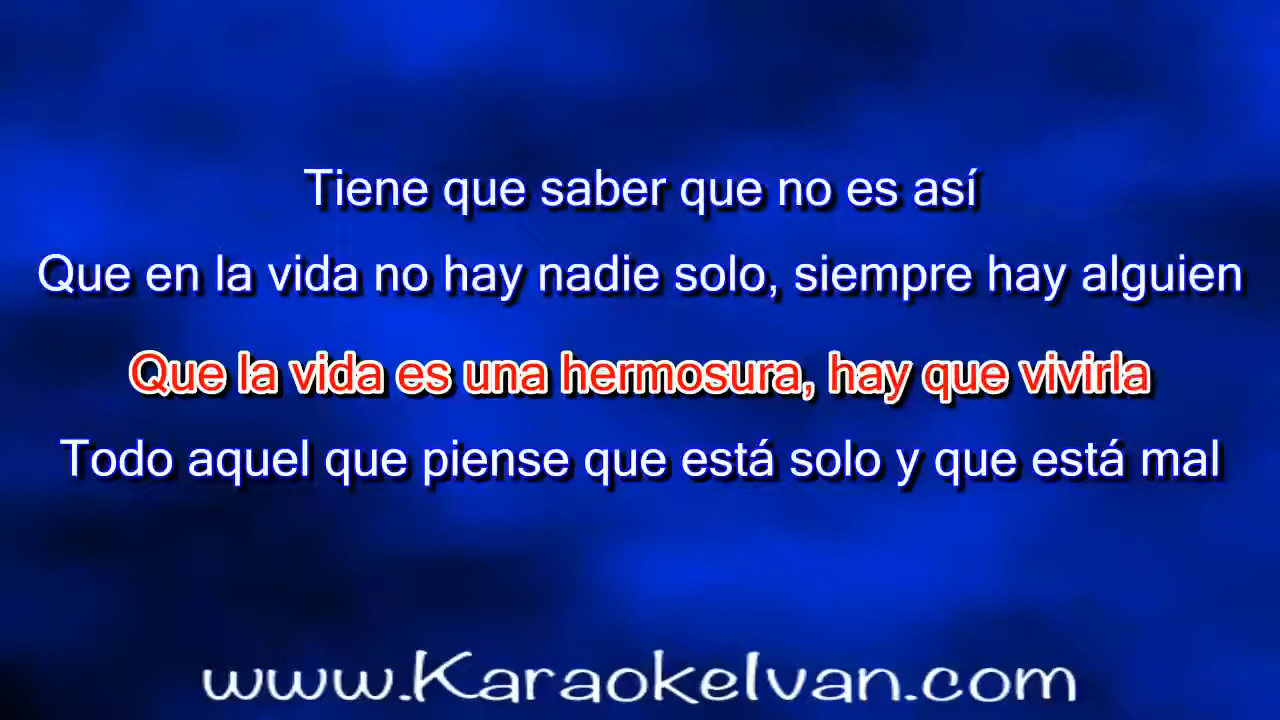 Tiene que saber que no es así
Que en la vida no hay nadie solo, siempre hay alguien
Que la vida es una hermosura, hay que vivirla
Todo aquel que piense que está solo y que está mal
www.KaraokeIvan.com